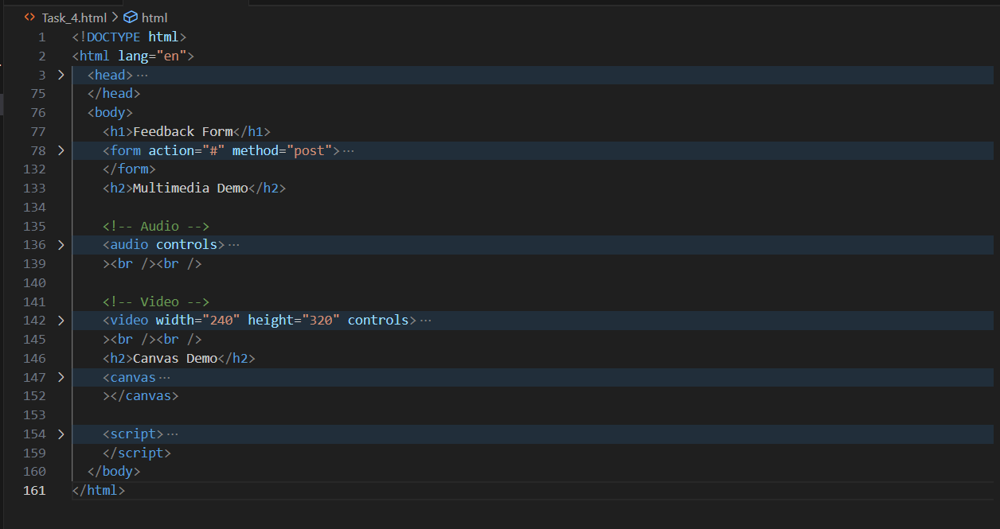 Task_4.html > html
1 <!DOCTYPE html>
2 <html lang="en">
3 > <head> ···
75 </head>
76 <body>
77 <h1>Feedback Form</h1>
78 > <form action="#" method="post"> ···
132 </form>
133 <h2>Multimedia Demo</h2>
134
135 <!-- Audio -->
136 > <audio controls> ···
139 ><br /><br />
140
141 <!-- Video -->
142 > <video width="240" height="320" controls> ···
145 ><br /><br />
146 <h2>Canvas Demo</h2>
147 > <canvas ···
152 ></canvas>
153
154 > <script> ···
159 </script>
160 </body>
161 </html>